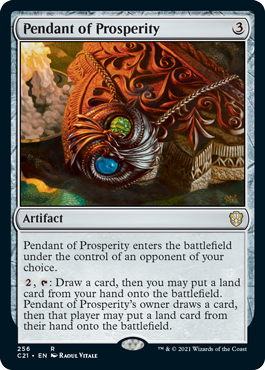 Pendant of Prosperity 3
Artifact
Pendant of Prosperity enters the battlefield
under the control of an opponent of your
choice.
2, T: Draw a card, then you may put a land
card from your hand onto the battlefield.
Pendant of Prosperity's owner draws a card,
then that player may put a land card from
their hand onto the battlefield.
256 R
C21 • EN RAOUL VITALE
™ & © 2021 Wizards of the Coast